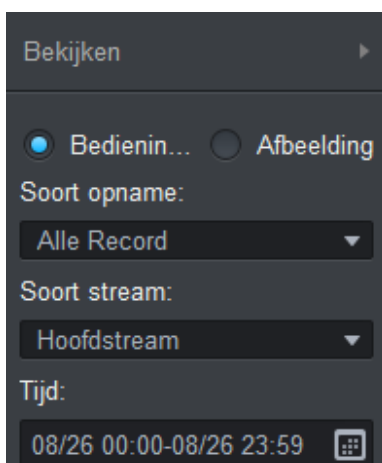 Bekijken
Bedienin... Afbeelding
Soort opname:
Alle Record
Soort stream:
Hoofdstream
Tijd:
08/26 00:00-08/26 23:59